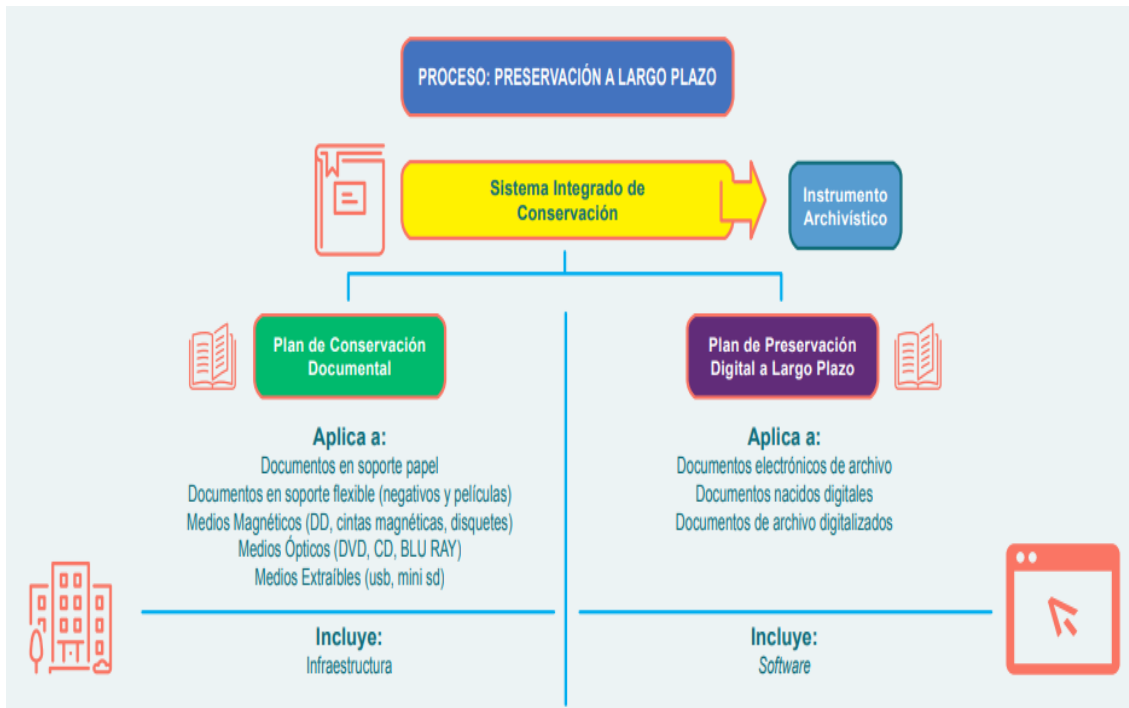 PROCESO: PRESERVACIÓN A LARGO PLAZO
Sistema Integrado de
Conservación
Instrumento
Archivístico
Plan de Conservación
Documental
Aplica a:
Documentos en soporte papel
Documentos en soporte flexible (negativos y películas)
Medios Magnéticos (DD, cintas magnéticas, disquetes)
Medios Ópticos (DVD, CD, BLU RAY)
Medios Extraíbles (usb, mini sd)
Incluye:
Infraestructura
Plan de Preservación
Digital a Largo Plazo
Aplica a:
Documentos electrónicos de archivo
Documentos nacidos digitales
Documentos de archivo digitalizados
Incluye:
Software